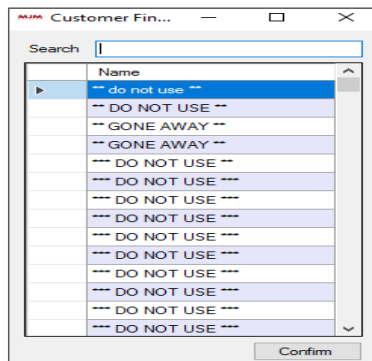 MJM Customer Fin...
Search
Name
** do not use **
** DO NOT USE **
** GONE AWAY **
** GONE AWAY **
*** DO NOT USE **
*** DO NOT USE ***
*** DO NOT USE ***
*** DO NOT USE ***
*** DO NOT USE ***
*** DO NOT USE ***
*** DO NOT USE ***
*** DO NOT USE ***
*** DO NOT USE ***
*** DO NOT USE ***
Confirm